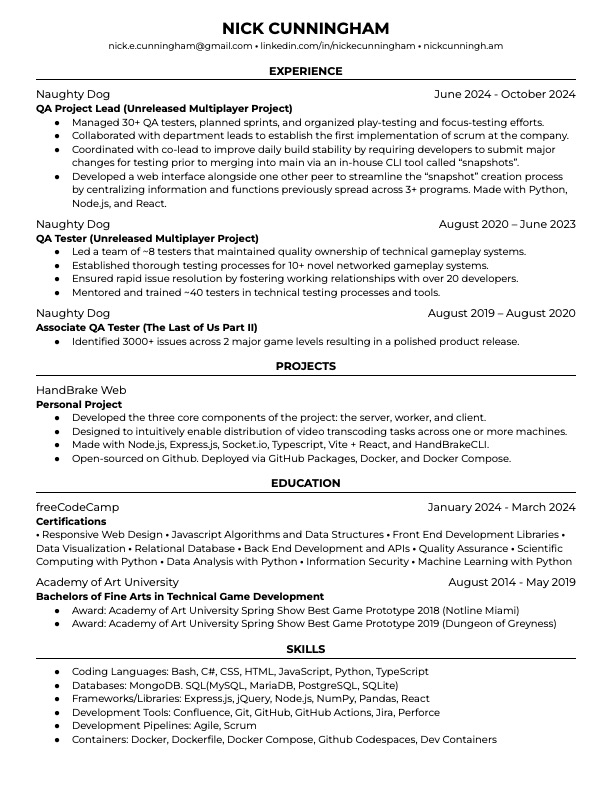 NICK CUNNINGHAM
nick.e.cunningham@gmail.com • linkedin.com/in/nickecunningham • nickcunningh.am
EXPERIENCE
Naughty Dog June 2024 - October 2024
QA Project Lead (Unreleased Multiplayer Project)
● Managed 30+ QA testers, planned sprints, and organized play-testing and focus-testing efforts.
● Collaborated with department leads to establish the first implementation of scrum at the company.
● Coordinated with co-lead to improve daily build stability by requiring developers to submit major
changes for testing prior to merging into main via an in-house CLI tool called “snapshots”.
● Developed a web interface alongside one other peer to streamline the “snapshot” creation process
by centralizing information and functions previously spread across 3+ programs. Made with Python,
Node.js, and React.
Naughty Dog August 2020 – June 2023
QA Tester (Unreleased Multiplayer Project)
● Led a team of ~8 testers that maintained quality ownership of technical gameplay systems.
● Established thorough testing processes for 10+ novel networked gameplay systems.
● Ensured rapid issue resolution by fostering working relationships with over 20 developers.
● Mentored and trained ~40 testers in technical testing processes and tools.
Naughty Dog August 2019 – August 2020
Associate QA Tester (The Last of Us Part II)
● Identified 3000+ issues across 2 major game levels resulting in a polished product release.
PROJECTS
HandBrake Web
Personal Project
● Developed the three core components of the project: the server, worker, and client.
● Designed to intuitively enable distribution of video transcoding tasks across one or more machines.
● Made with Node.js, Express.js, Socket.io, Typescript, Vite + React, and HandBrakeCLI.
● Open-sourced on Github. Deployed via GitHub Packages, Docker, and Docker Compose.
EDUCATION
freeCodeCamp January 2024 - March 2024
Certifications
• Responsive Web Design • Javascript Algorithms and Data Structures • Front End Development Libraries •
Data Visualization • Relational Database • Back End Development and APIs • Quality Assurance • Scientific
Computing with Python • Data Analysis with Python • Information Security • Machine Learning with Python
Academy of Art University August 2014 - May 2019
Bachelors of Fine Arts in Technical Game Development
● Award: Academy of Art University Spring Show Best Game Prototype 2018 (Notline Miami)
● Award: Academy of Art University Spring Show Best Game Prototype 2019 (Dungeon of Greyness)
SKILLS
● Coding Languages: Bash, C#, CSS, HTML, JavaScript, Python, TypeScript
● Databases: MongoDB. SQL(MySQL, MariaDB, PostgreSQL, SQLite)
● Frameworks/Libraries: Express.js, jQuery, Node.js, NumPy, Pandas, React
● Development Tools: Confluence, Git, GitHub, GitHub Actions, Jira, Perforce
● Development Pipelines: Agile, Scrum
● Containers: Docker, Dockerfile, Docker Compose, Github Codespaces, Dev Containers